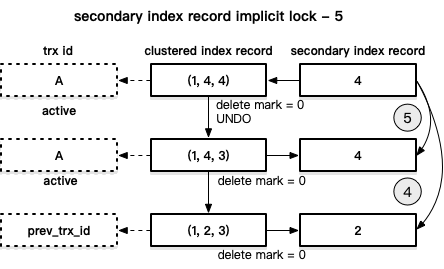 secondary index record implicit lock – 5
trx id clustered index record secondary index record
A (1, 4, 4) 4
active delete mark = 0
UNDO 5
A (1, 4, 3) 4
active delete mark = 0 4
prev_trx_id (1, 2, 3) 2
delete mark = 0